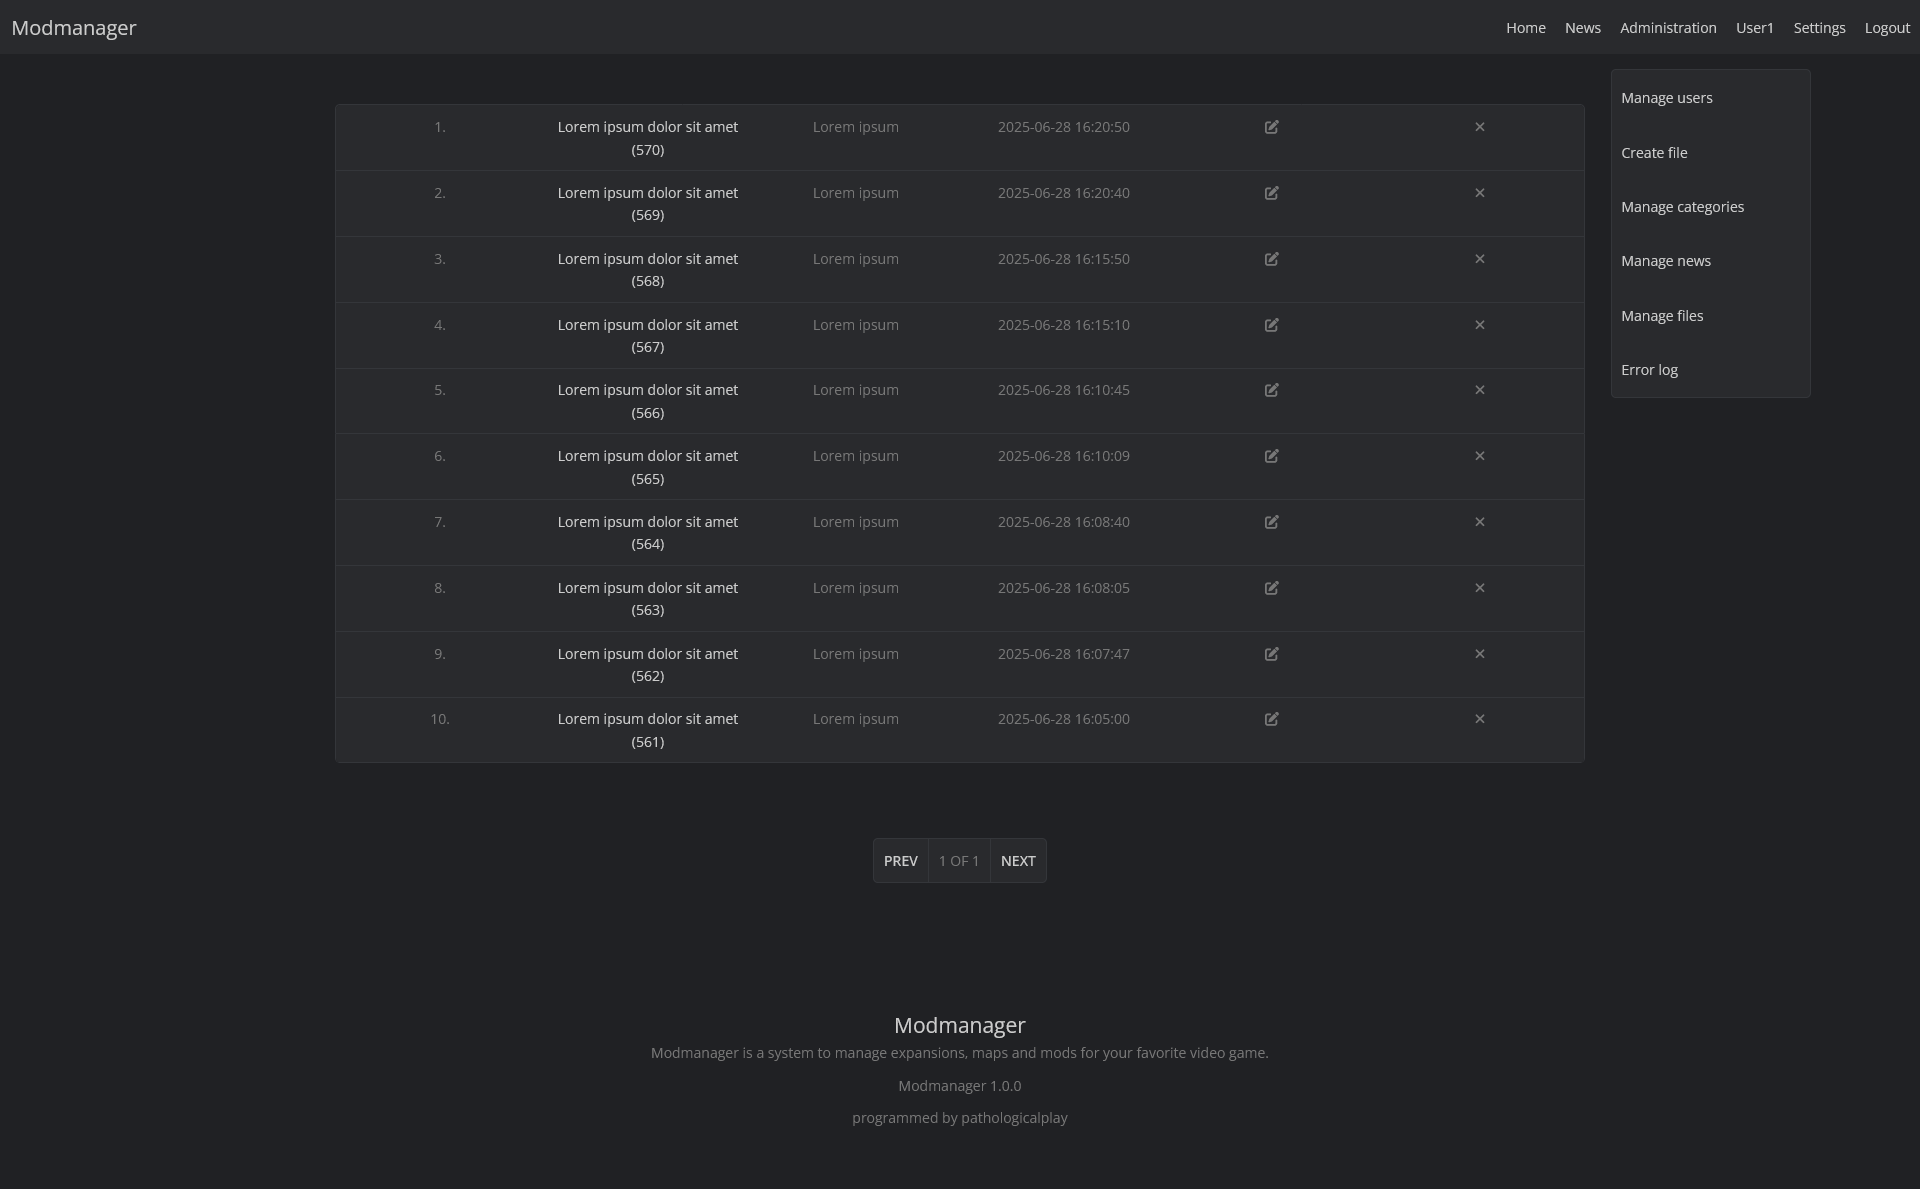 Modmanager
Home News Administration User1 Settings Logout
1. Lorem ipsum dolor sit amet Lorem ipsum 2025-06-28 16:20:50
(570)
2. Lorem ipsum dolor sit amet Lorem ipsum 2025-06-28 16:20:40
(569)
3. Lorem ipsum dolor sit amet Lorem ipsum 2025-06-28 16:15:50
(568)
4. Lorem ipsum dolor sit amet Lorem ipsum 2025-06-28 16:15:10
(567)
5. Lorem ipsum dolor sit amet Lorem ipsum 2025-06-28 16:10:45
(566)
6. Lorem ipsum dolor sit amet Lorem ipsum 2025-06-28 16:10:09
(565)
7. Lorem ipsum dolor sit amet Lorem ipsum 2025-06-28 16:08:40
(564)
8. Lorem ipsum dolor sit amet Lorem ipsum 2025-06-28 16:08:05
(563)
9. Lorem ipsum dolor sit amet Lorem ipsum 2025-06-28 16:07:47
(562)
10. Lorem ipsum dolor sit amet Lorem ipsum 2025-06-28 16:05:00
(561)
Manage users
Create file
Manage categories
Manage news
Manage files
Error log
PREV 1 OF 1 NEXT
Modmanager
Modmanager is a system to manage expansions, maps and mods for your favorite video game.
Modmanager 1.0.0
programmed by pathologicalplay